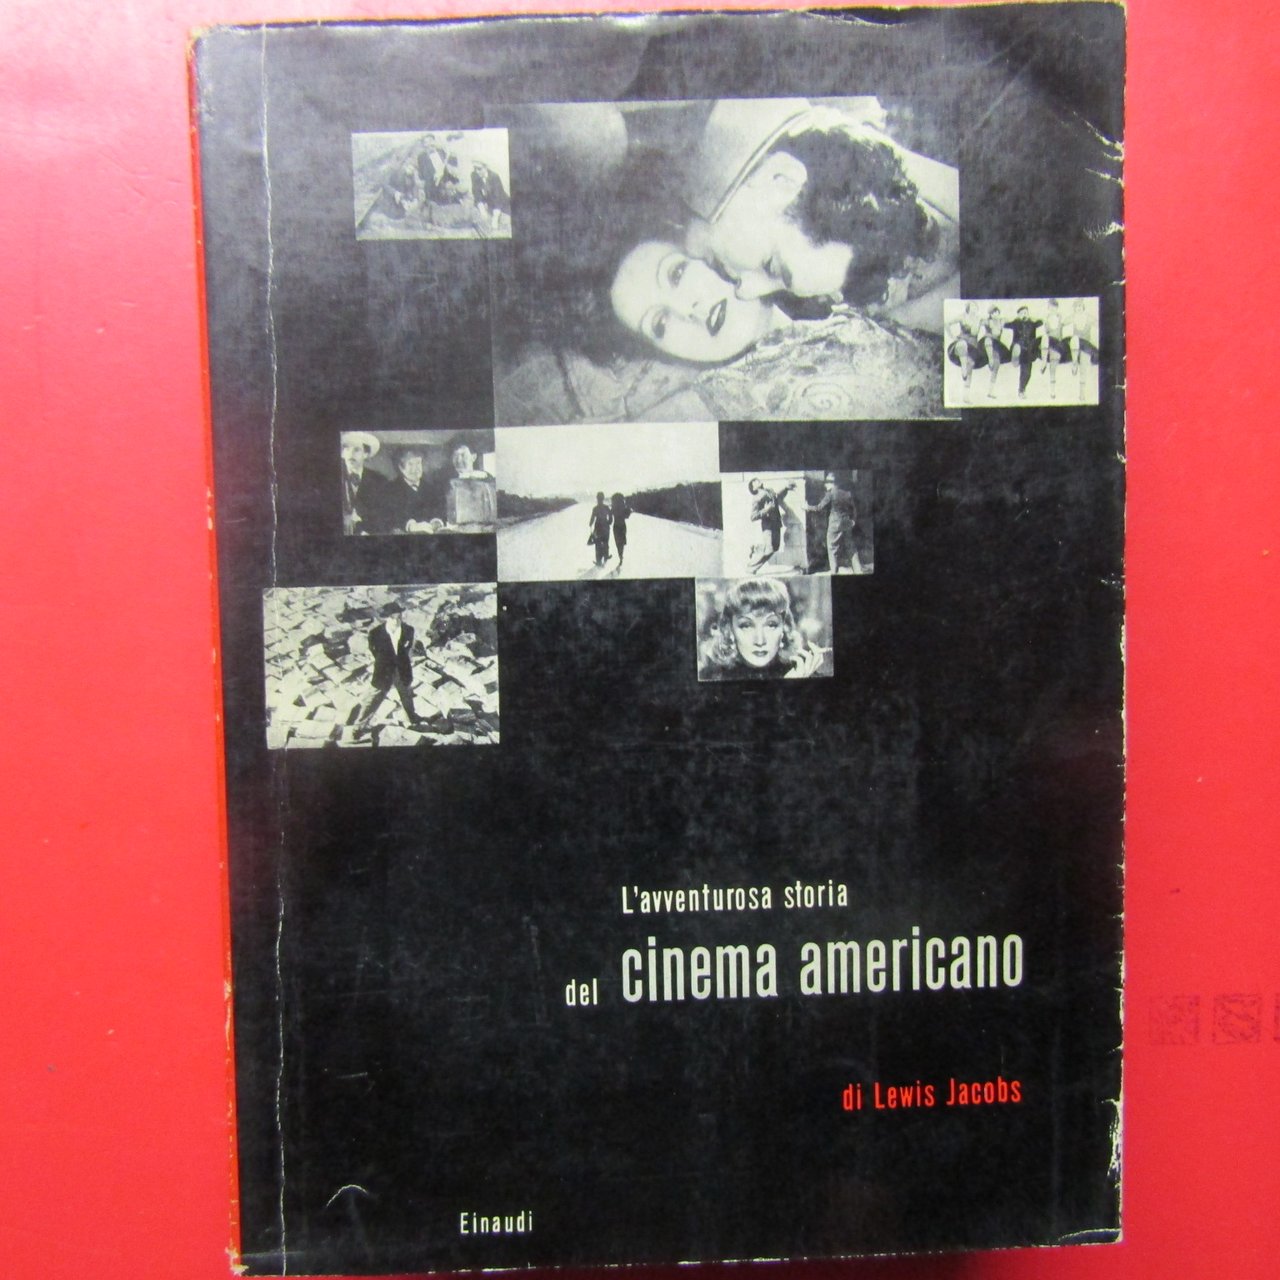 L'avventurosa storia
del cinema americano
di Lewis Jacobs
Einaudi